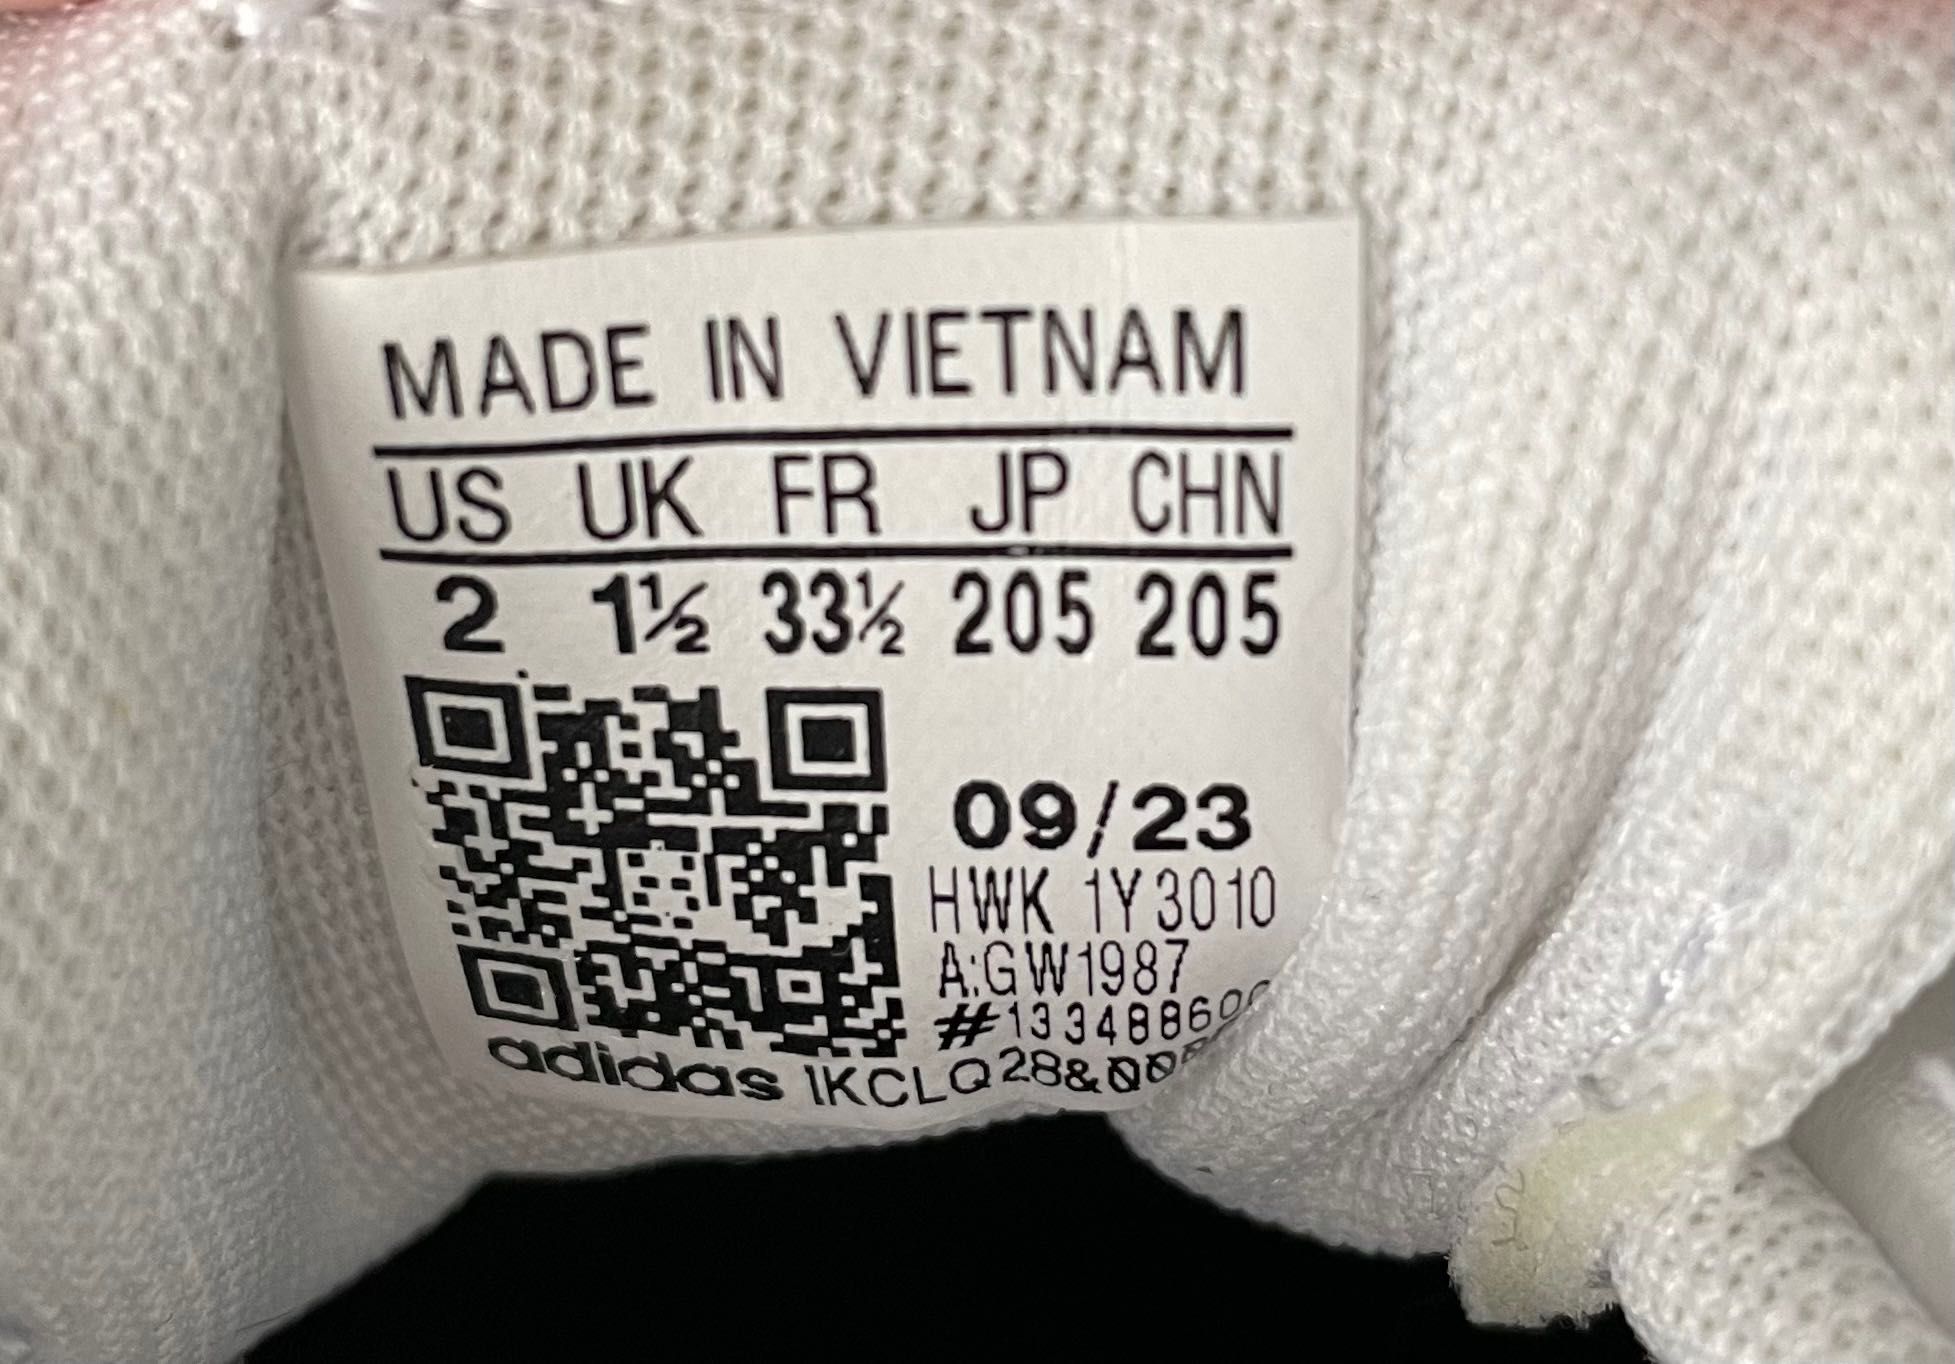 MADE IN VIETNAM
US UK FR JP CHN
2 1½ 33½ 205 205
09/23
HWK 1Y3010
A:GW1987
adidas